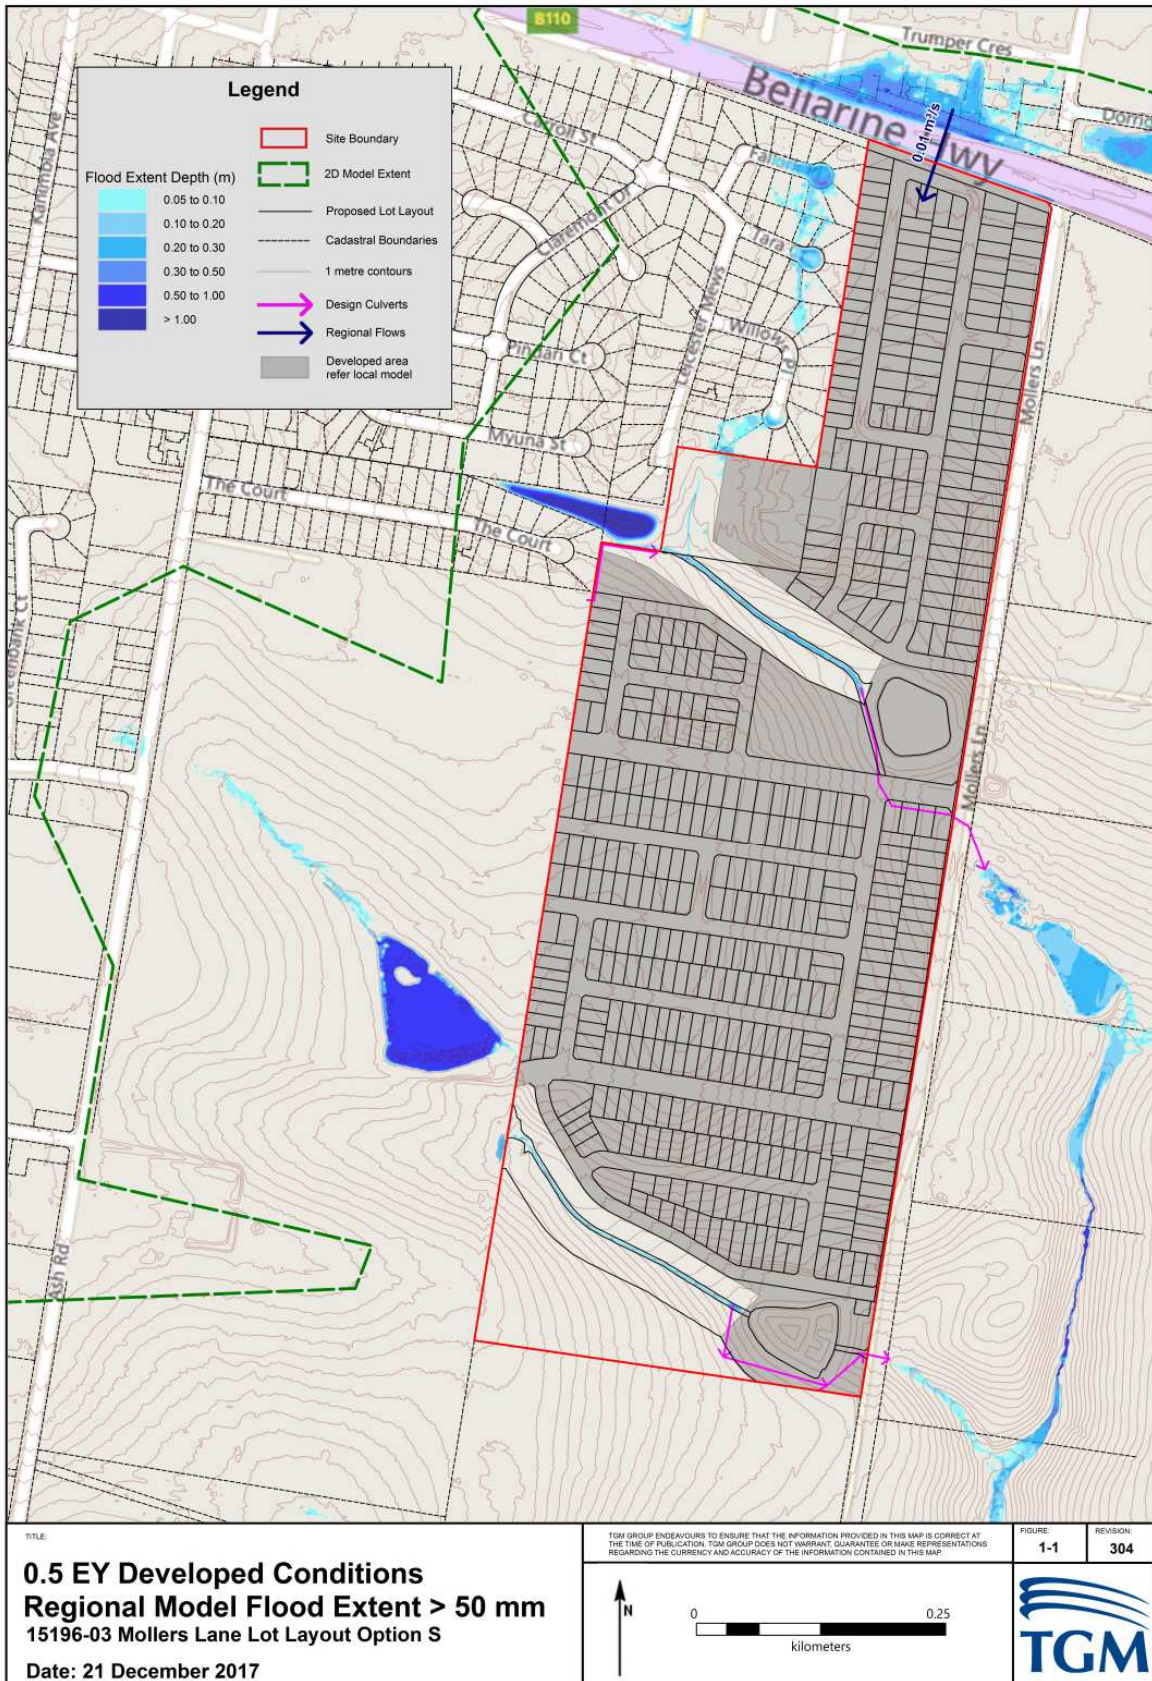 B110
Trumper Cres
Bellarine Hwy
0.01 m³/s
Kanimbla Ave
Carroll St
Claremont Dr
Tara
Leicester Mews
Pindari Ct
Myuna St
The Court
The Court
Mollers Ln
Mollers Ln
Greenbank Ct
Ash Rd
Legend
Site Boundary
2D Model Extent
Proposed Lot Layout
Cadastral Boundaries
1 metre contours
Design Culverts
Regional Flows
Developed area
refer local model
Flood Extent Depth (m)
0.05 to 0.10
0.10 to 0.20
0.20 to 0.30
0.30 to 0.50
0.50 to 1.00
> 1.00
TITLE:
0.5 EY Developed Conditions
Regional Model Flood Extent > 50 mm
15196-03 Mollers Lane Lot Layout Option S
Date: 21 December 2017
TGM GROUP ENDEAVOURS TO ENSURE THAT THE INFORMATION PROVIDED IN THIS MAP IS CORRECT AT
THE TIME OF PUBLICATION. TGM GROUP DOES NOT WARRANT, GUARANTEE OR MAKE REPRESENTATIONS
REGARDING THE CURRENCY AND ACCURACY OF THE INFORMATION CONTAINED IN THIS MAP.
N
0 0.25
kilometers
FIGURE:
1-1
REVISION:
304
TGM